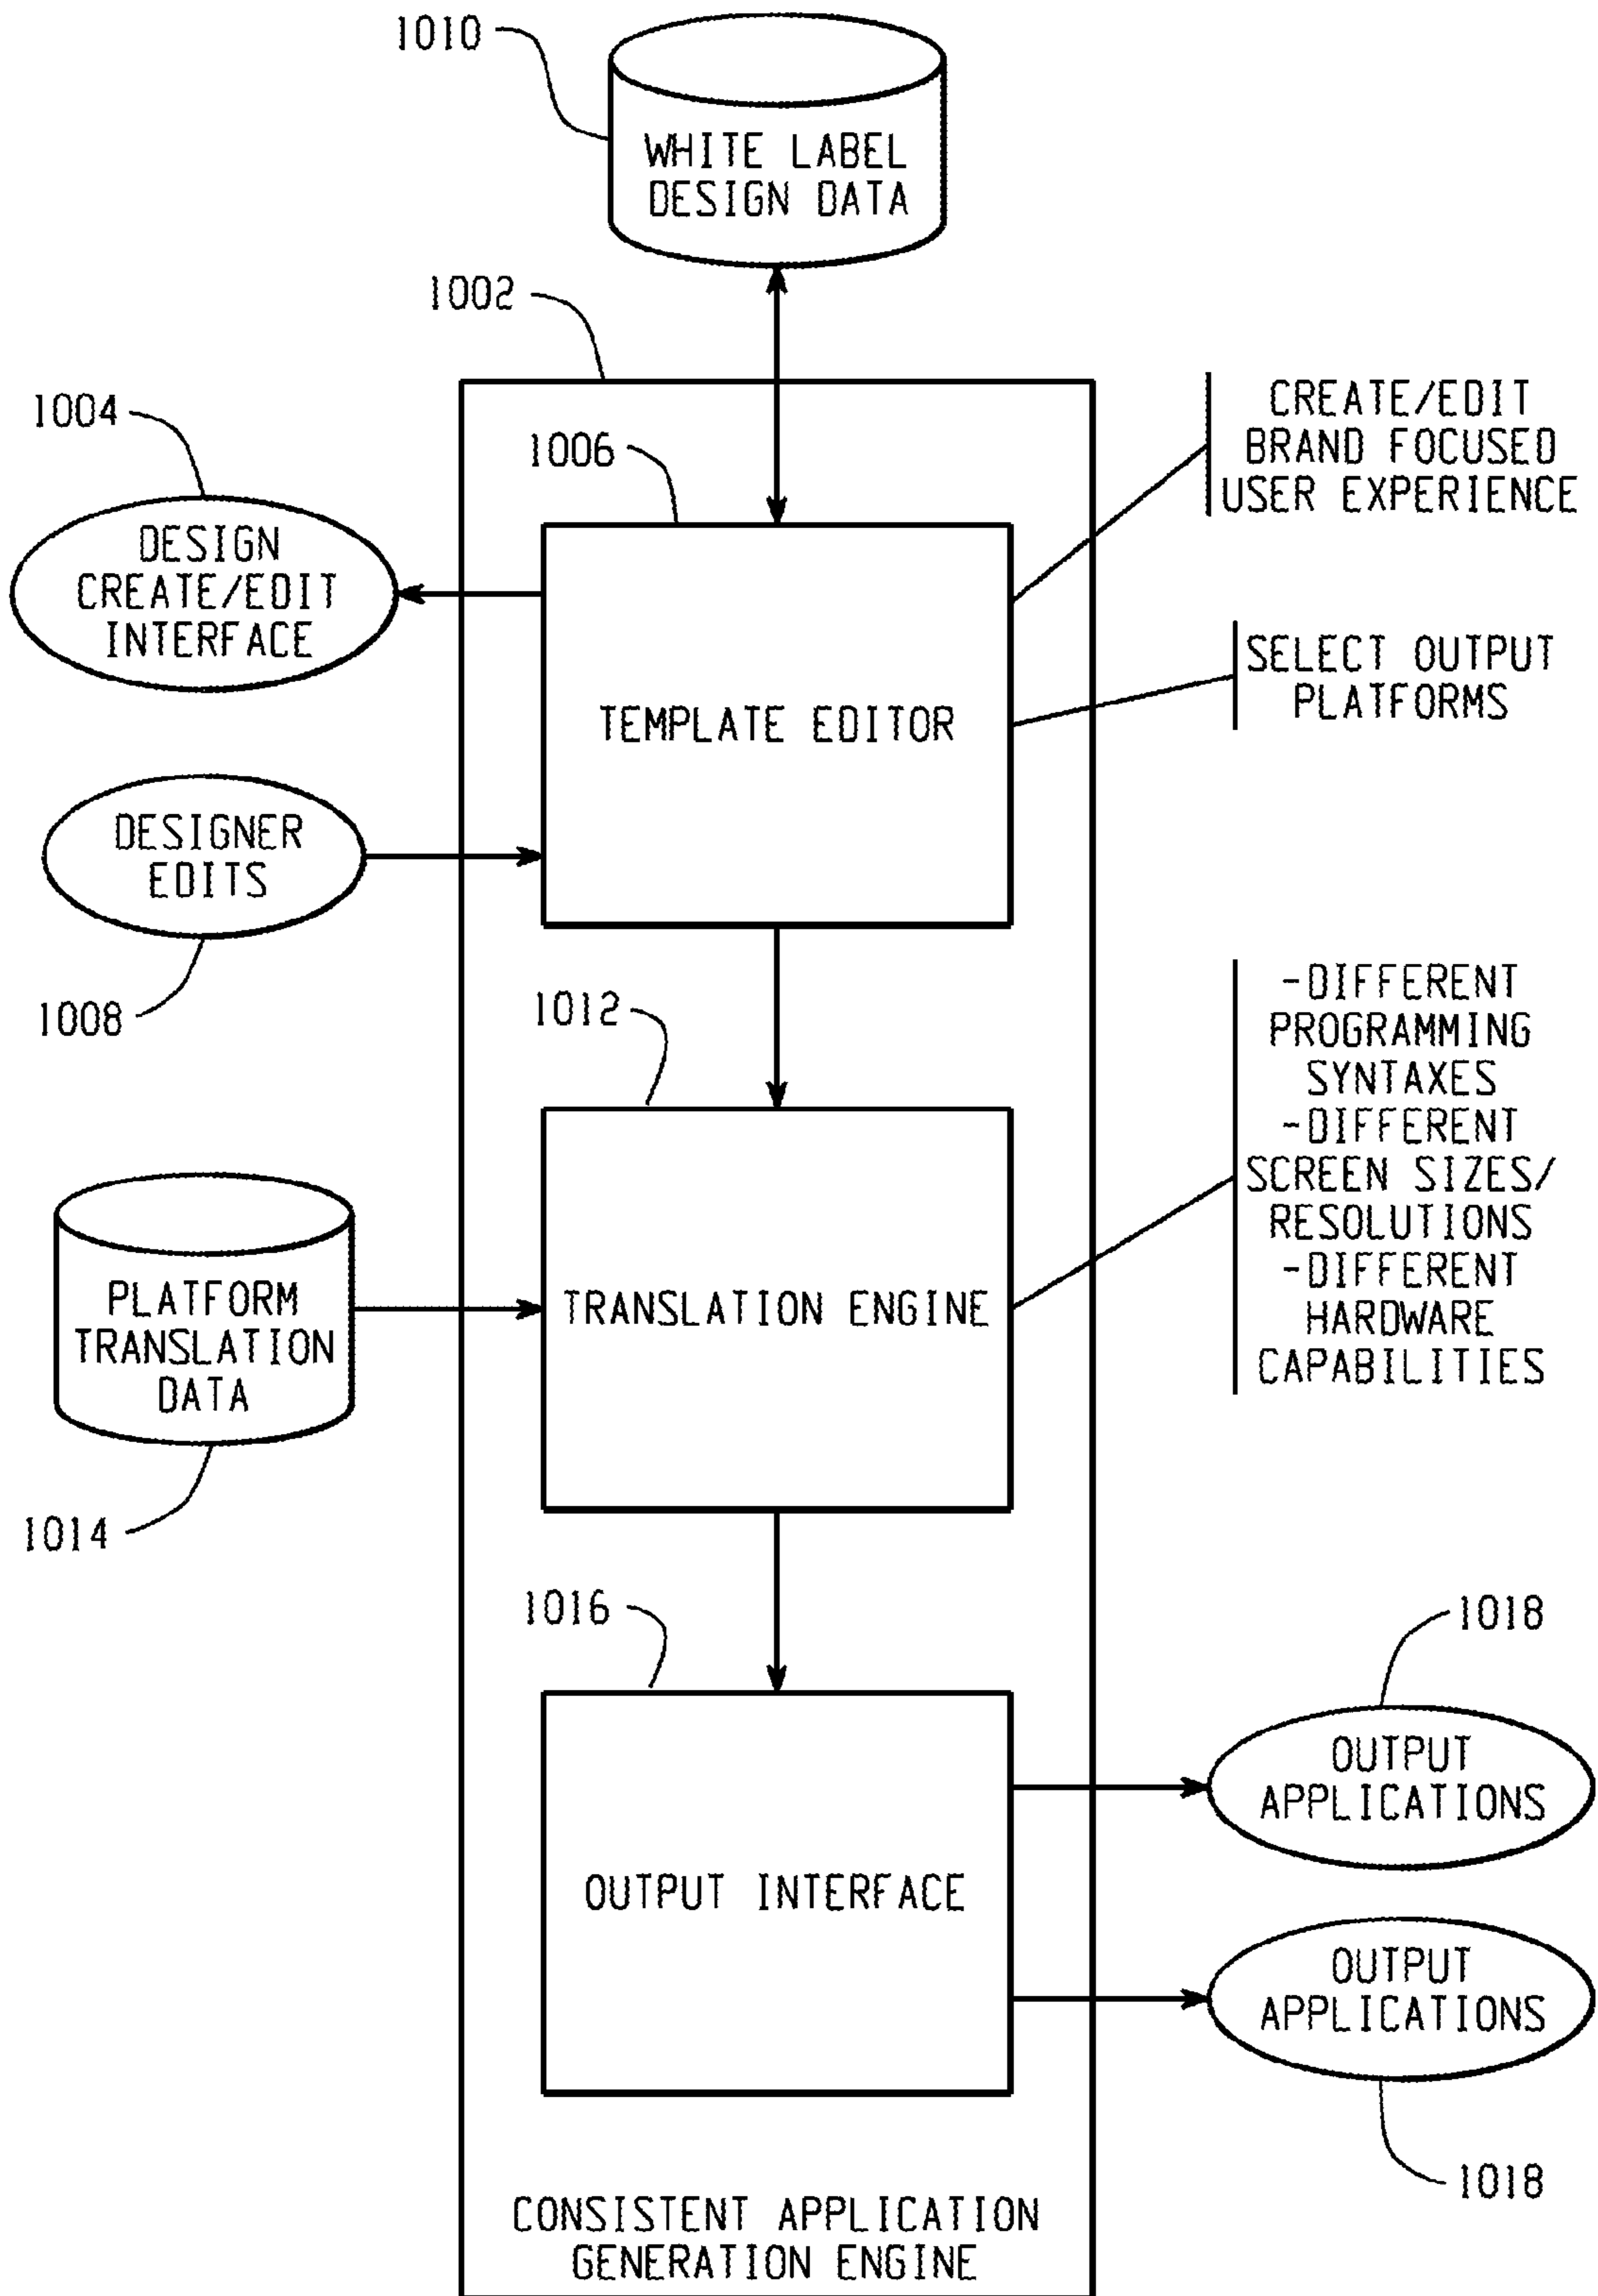 1010
WHITE LABEL
DESIGN DATA
1002
1004
1006
CREATE/EDIT
BRAND FOCUSED
USER EXPERIENCE
DESIGN
CREATE/EDIT
INTERFACE
SELECT OUTPUT
PLATFORMS
TEMPLATE EDITOR
DESIGNER
EDITS
1008
1012
-DIFFERENT
PROGRAMMING
SYNTAXES
-DIFFERENT
SCREEN SIZES/
RESOLUTIONS
-DIFFERENT
HARDWARE
CAPABILITIES
PLATFORM
TRANSLATION
DATA
TRANSLATION ENGINE
1014
1016
1018
OUTPUT
APPLICATIONS
OUTPUT INTERFACE
OUTPUT
APPLICATIONS
1018
CONSISTENT APPLICATION
GENERATION ENGINE